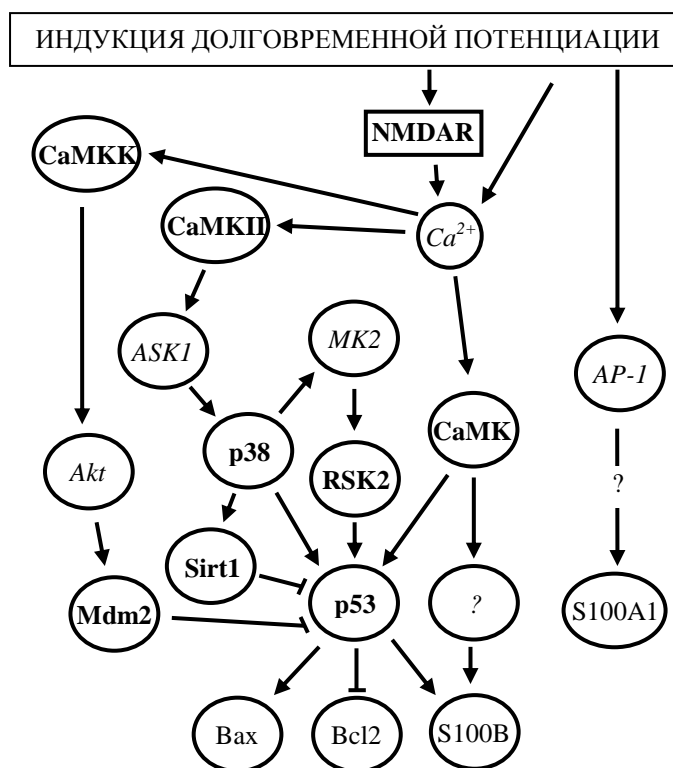 ИНДУКЦИЯ ДОЛГОВРЕМЕННОЙ ПОТЕНЦИАЦИИ
NMDAR
CaMKK
CaMKII
Ca²⁺
ASK1
MK2
AP-1
p38
CaMK
Akt
RSK2
?
Sirt1
Mdm2
p53
?
S100A1
Bax
Bcl2
S100B